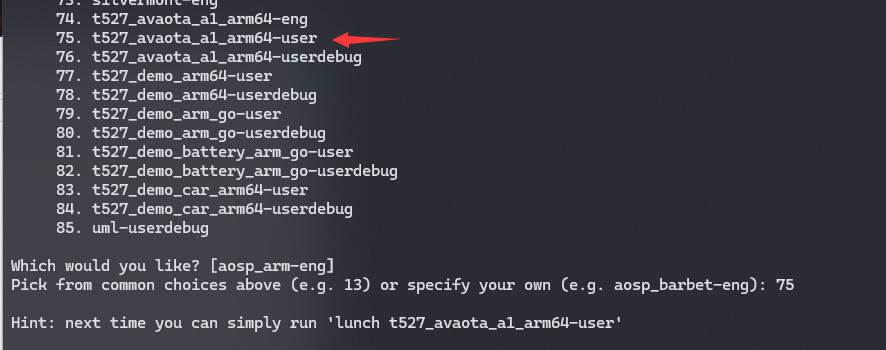 73. silvermont-eng
74. t527_avaota_a1_arm64-eng
75. t527_avaota_a1_arm64-user
76. t527_avaota_a1_arm64-userdebug
77. t527_demo_arm64-user
78. t527_demo_arm64-userdebug
79. t527_demo_arm_go-user
80. t527_demo_arm_go-userdebug
81. t527_demo_battery_arm_go-user
82. t527_demo_battery_arm_go-userdebug
83. t527_demo_car_arm64-user
84. t527_demo_car_arm64-userdebug
85. uml-userdebug
Which would you like? [aosp_arm-eng]
Pick from common choices above (e.g. 13) or specify your own (e.g. aosp_barbet-eng): 75
Hint: next time you can simply run 'lunch t527_avaota_a1_arm64-user'